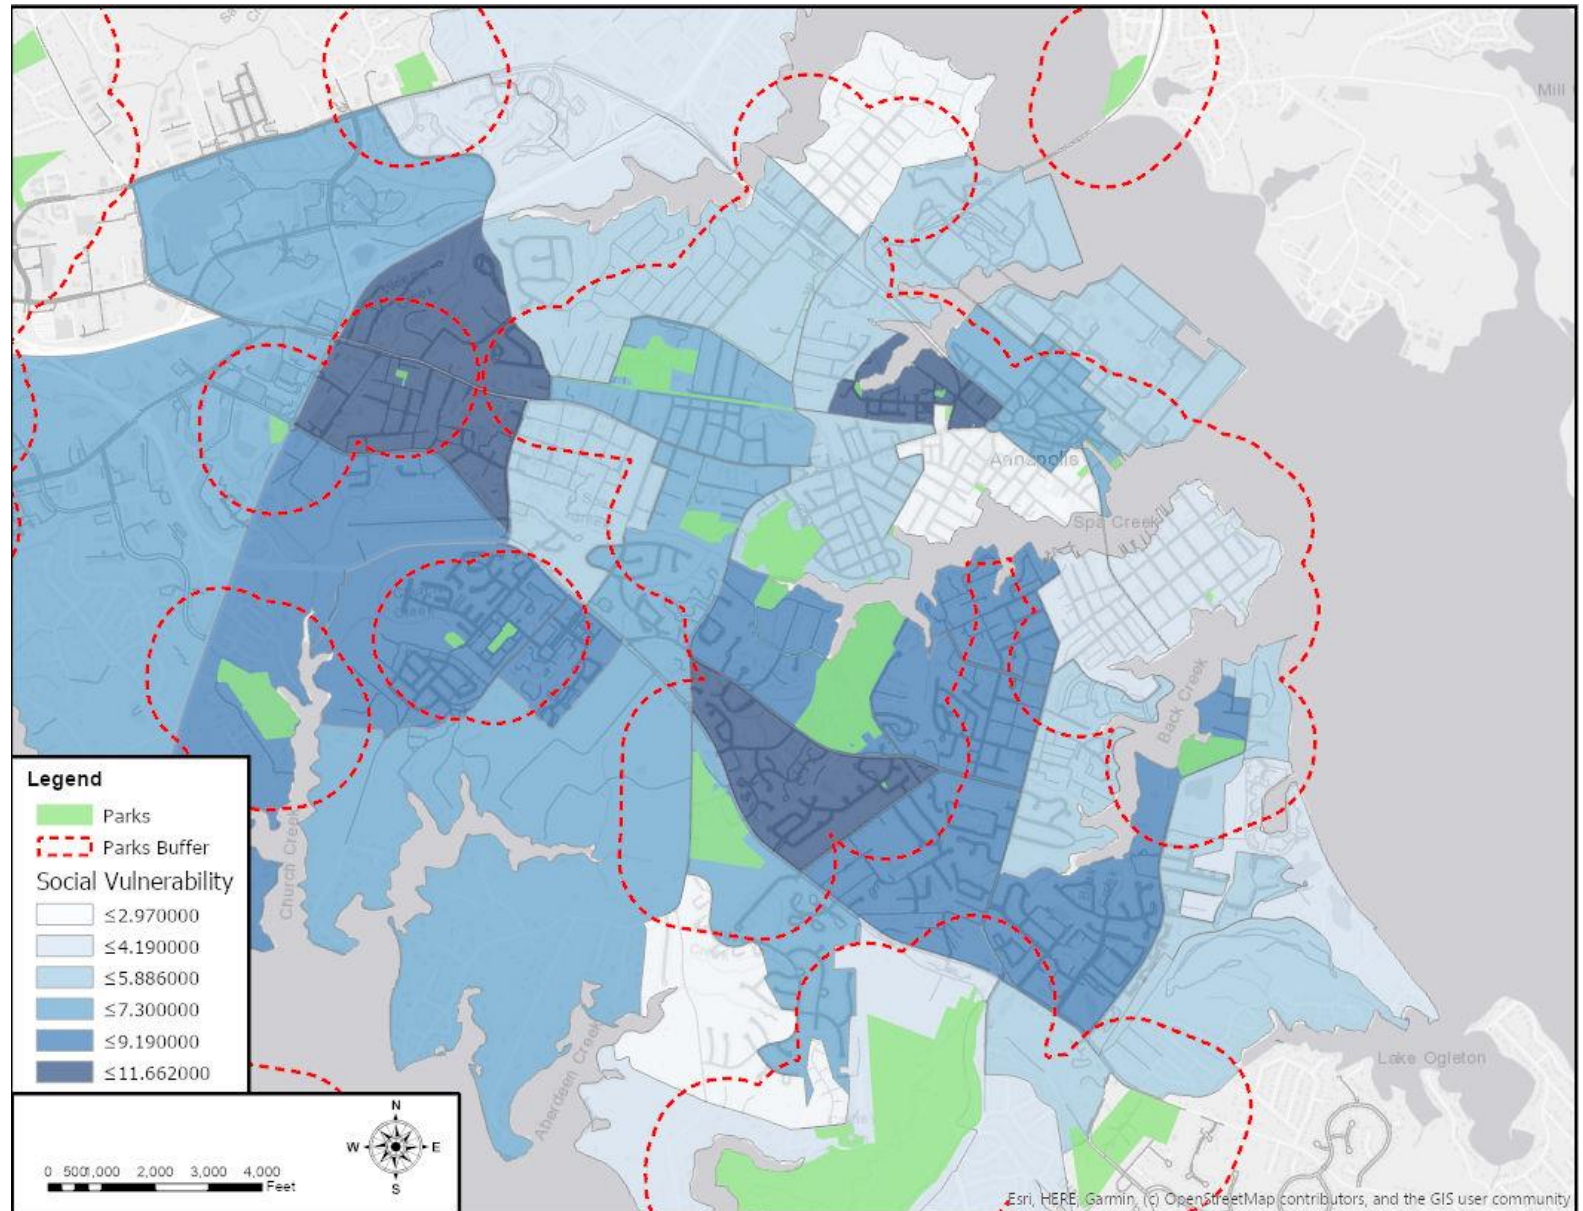 Mill
Annapolis
Spa Creek
Back Creek
Legend
Parks
Parks Buffer
Social Vulnerability
≤2.970000
≤4.190000
≤5.886000
≤7.300000
≤9.190000
≤11.662000
Church Creek
Aberdeen Creek
Lake Ogleton
N
W
E
S
0 500 1,000 2,000 3,000 4,000
Feet
Esri, HERE, Garmin, (c) OpenStreetMap contributors, and the GIS user community